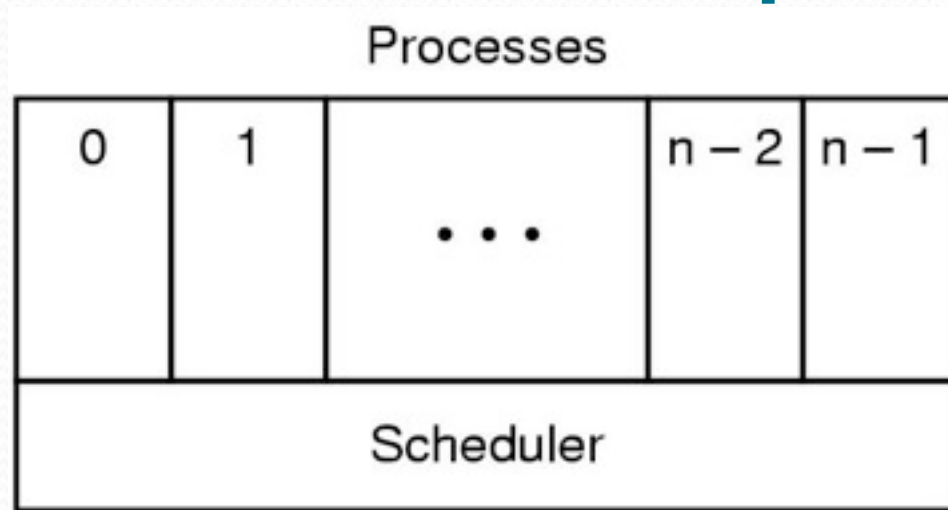 Processes
0 1 n – 2 n – 1
• • •
Scheduler